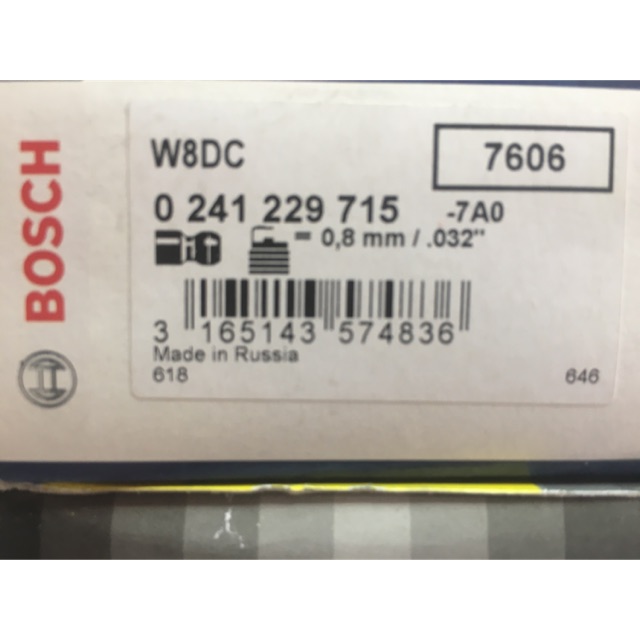 BOSCH
W8DC
7606
0 241 229 715 -7A0
= 0,8 mm / .032"
3 165143 574836
Made in Russia
618 646